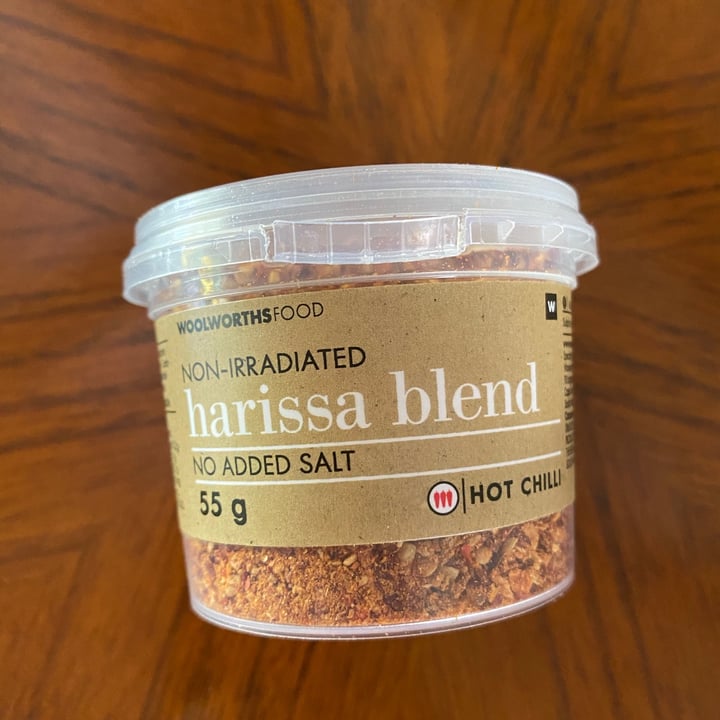 WOOLWORTHSFOOD
W
NON-IRRADIATED
harissa blend
NO ADDED SALT
55 g
HOT CHILLI